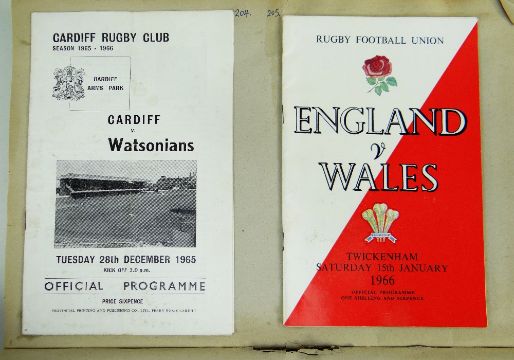 204. 205.
CARDIFF RUGBY CLUB
SEASON 1965 - 1966
CARDIFF
ARMS PARK
CARDIFF
v.
Watsonians
TUESDAY 28th DECEMBER 1965
KICK OFF 3.0 p.m.
OFFICIAL PROGRAMME
PRICE SIXPENCE
RUGBY FOOTBALL UNION
ENGLAND
v
WALES
TWICKENHAM
SATURDAY 15th JANUARY
1966
OFFICIAL PROGRAMME
ONE SHILLING AND SIXPENCE